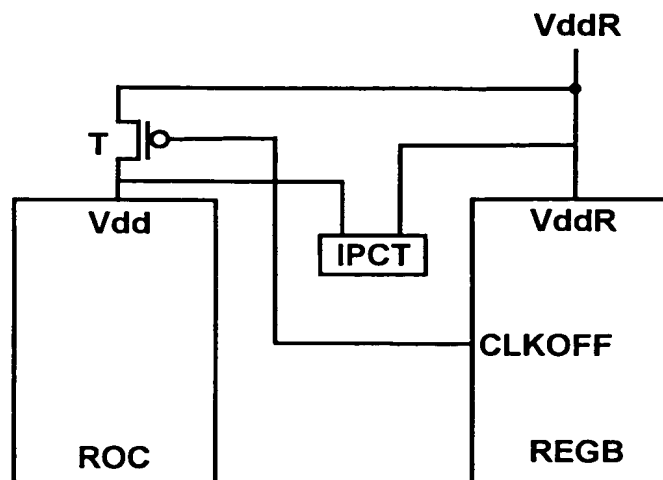 VddR
T
Vdd
VddR
IPCT
CLKOFF
ROC
REGB